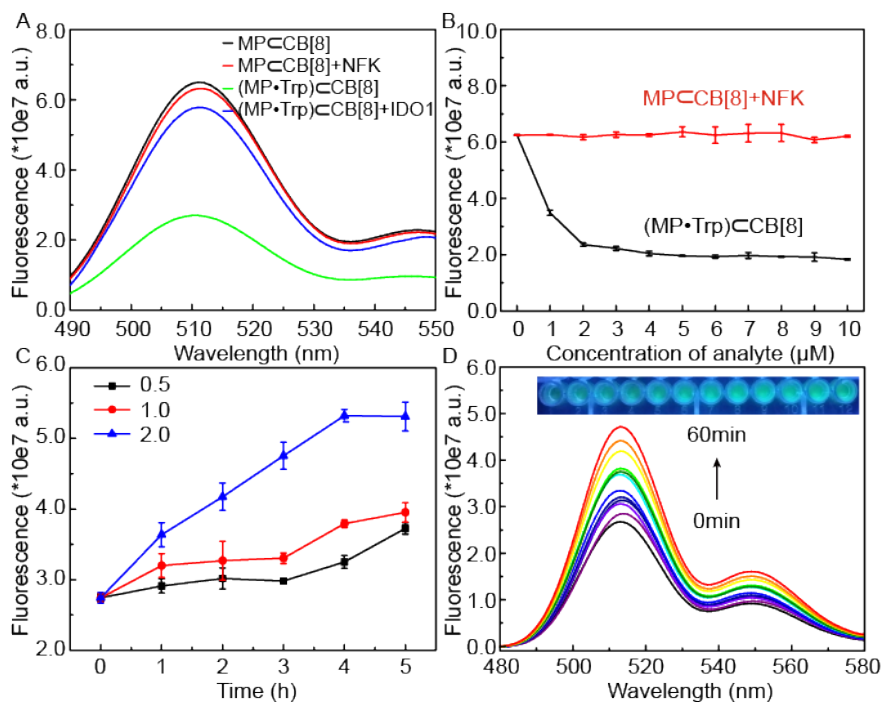 A
MP⊂CB[8]
MP⊂CB[8]+NFK
(MP•Trp)⊂CB[8]
(MP•Trp)⊂CB[8]+IDO1
Fluorescence (*10e7 a.u.)
8.0
6.0
4.0
2.0
0.0
490 500 510 520 530 540 550
Wavelength (nm)
B
MP⊂CB[8]+NFK
(MP•Trp)⊂CB[8]
Fluorescence (*10e7 a.u.)
10.0
8.0
6.0
4.0
2.0
0.0
0 1 2 3 4 5 6 7 8 9 10
Concentration of analyte (µM)
C
0.5
1.0
2.0
Fluorescence (*10e7 a.u.)
6.0
5.0
4.0
3.0
2.0
0 1 2 3 4 5
Time (h)
D
60min
0min
Fluorescence (*10e7 a.u.)
6.0
5.0
4.0
3.0
2.0
1.0
0.0
480 500 520 540 560 580
Wavelength (nm)